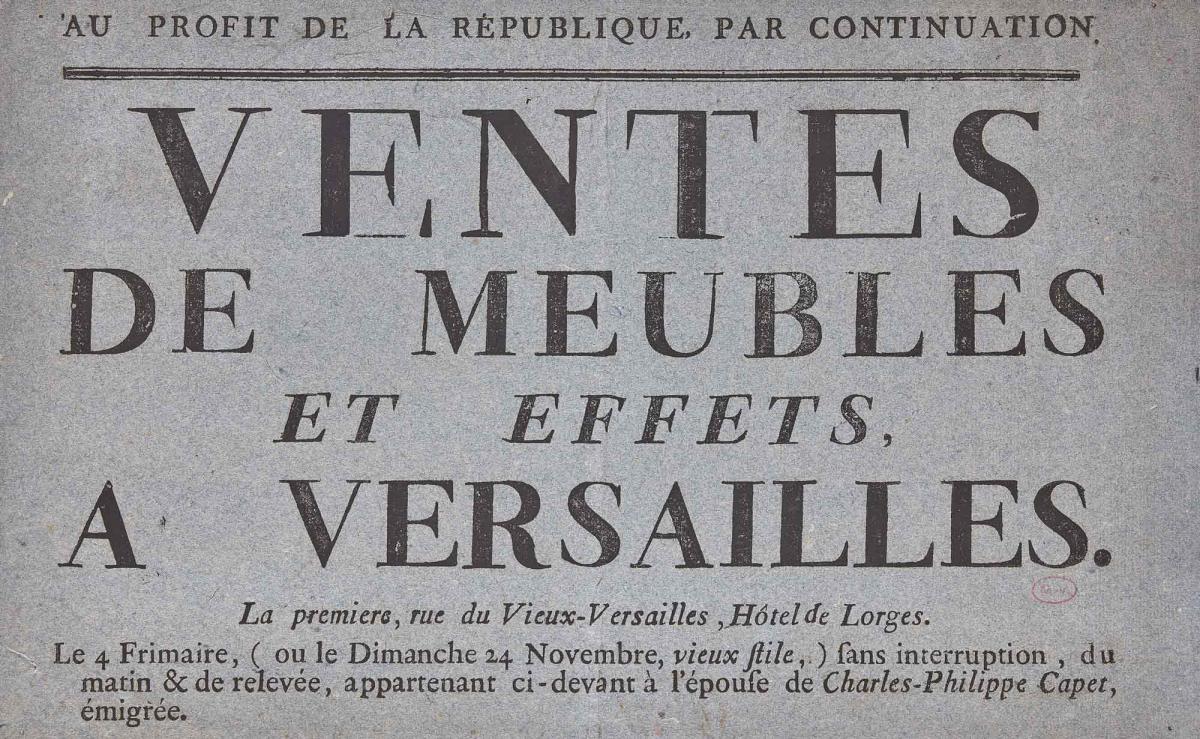 AU PROFIT DE LA RÉPUBLIQUE, PAR CONTINUATION.
VENTES
DE MEUBLES
ET EFFETS,
A VERSAILLES.
La premiere, rue du Vieux-Versailles, Hôtel de Lorges.
Le 4 Frimaire, ( ou le Dimanche 24 Novembre, vieux ſtile, ) ſans interruption, du
matin & de relevée, appartenant ci-devant à l'épouſe de Charles-Philippe Capet,
émigrée.